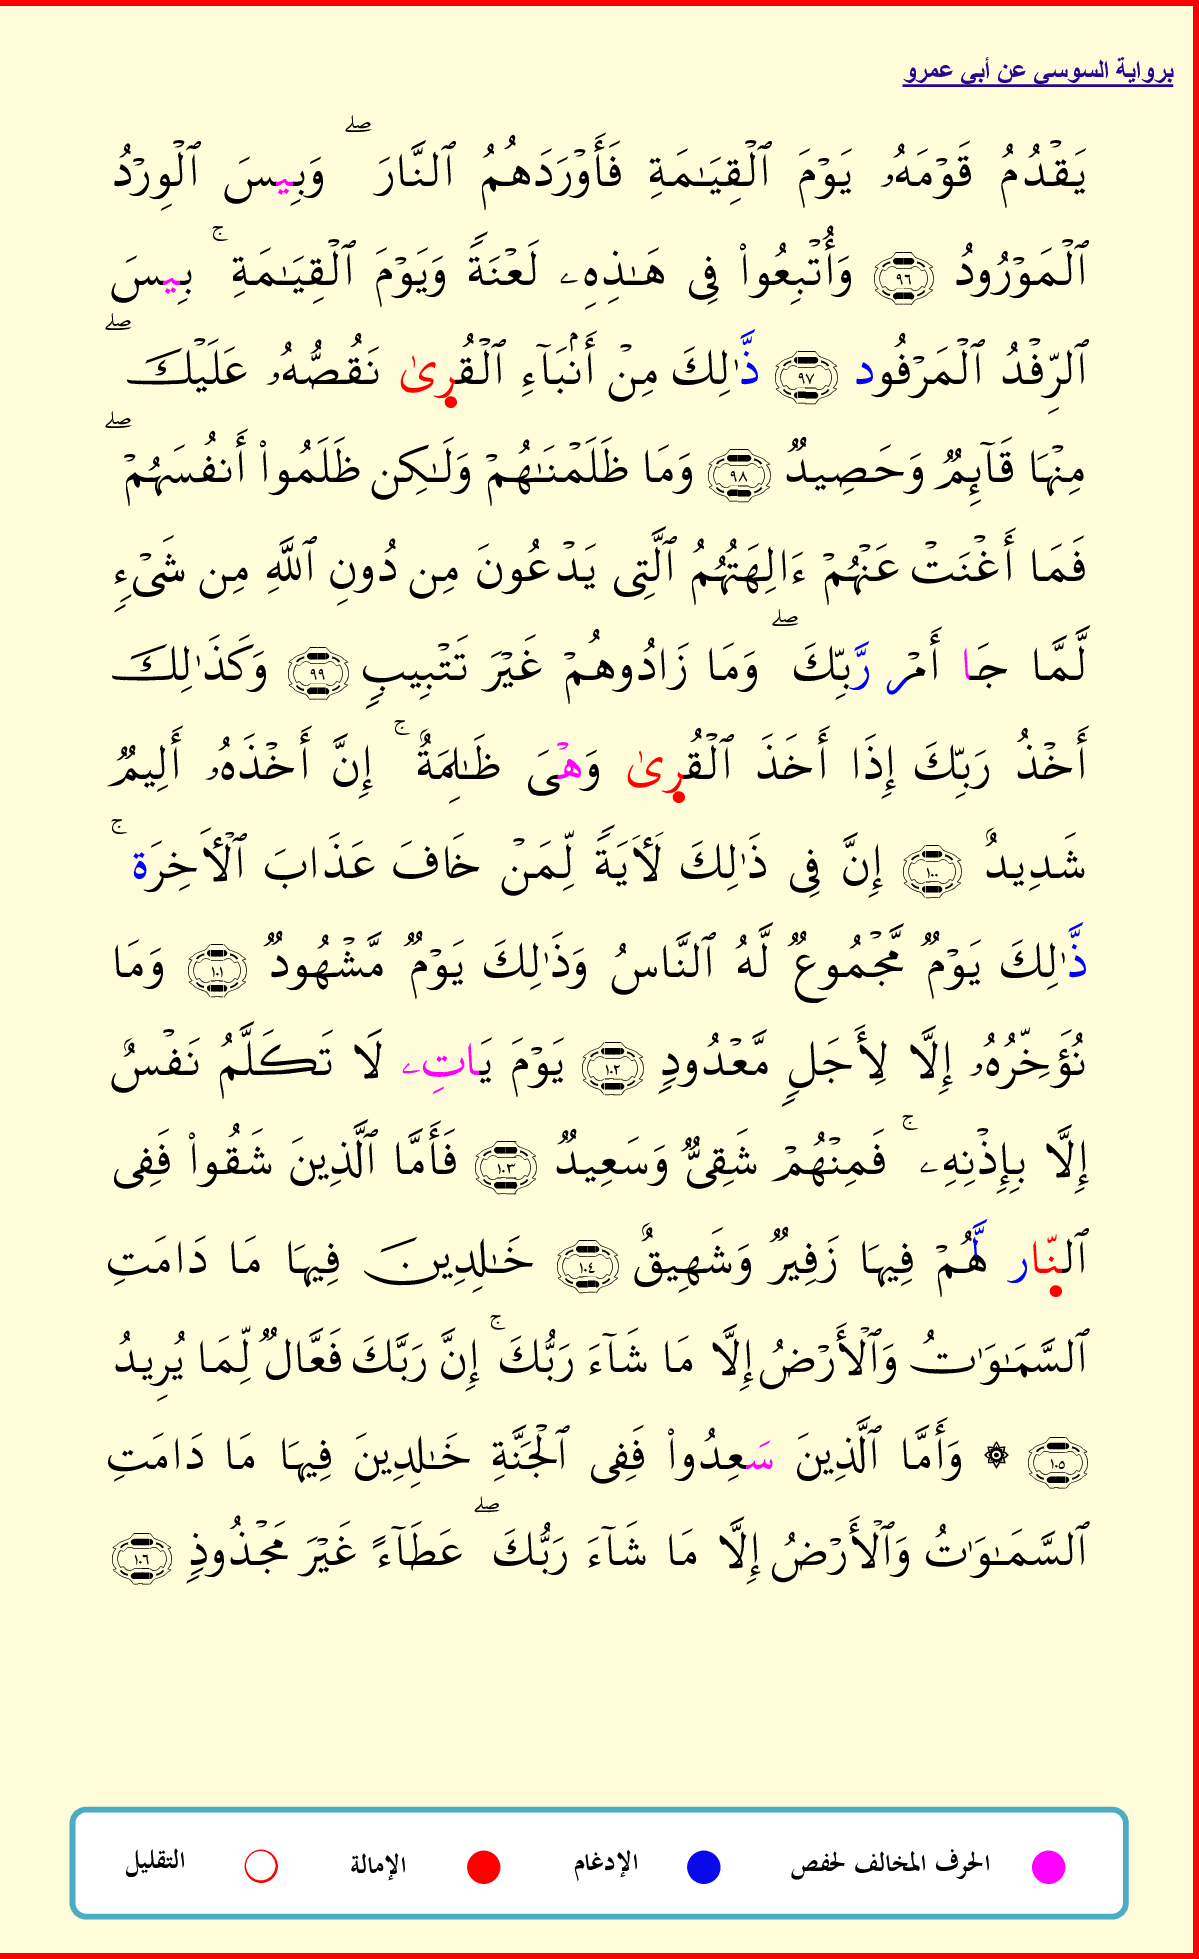 برواية السوسي عن أبي عمرو
يَقۡدُمُ قَوۡمَهُۥ يَوۡمَ ٱلۡقِيَٰمَةِ فَأَوۡرَدَهُمُ ٱلنَّارَۖ وَبِيسَ ٱلۡوِرۡدُ
ٱلۡمَوۡرُودُ ٩٦ وَأُتۡبِعُواْ فِي هَٰذِهِۦ لَعۡنَةٗ وَيَوۡمَ ٱلۡقِيَٰمَةِۚ بِيسَ
ٱلرِّفۡدُ ٱلۡمَرۡفُود ٩٧ ذَّٰلِكَ مِنۡ أَنۢبَآءِ ٱلۡقُرِىٰ نَقُصُّهُۥ عَلَيۡكَۖ
مِنۡهَا قَآئِمٞ وَحَصِيدٞ ٩٨ وَمَا ظَلَمۡنَٰهُمۡ وَلَٰكِن ظَلَمُواْ أَنفُسَهُمۡۖ
فَمَا أَغۡنَتۡ عَنۡهُمۡ ءَالِهَتُهُمُ ٱلَّتِي يَدۡعُونَ مِن دُونِ ٱللَّهِ مِن شَيۡءٖ
لَّمَّا جَا أَمۡر رَّبِّكَۖ وَمَا زَادُوهُمۡ غَيۡرَ تَتۡبِيبٖ ٩٩ وَكَذَٰلِكَ
أَخۡذُ رَبِّكَ إِذَا أَخَذَ ٱلۡقُرِىٰ وَهۡيَ ظَٰلِمَةٌۚ إِنَّ أَخۡذَهُۥ أَلِيمٞ
شَدِيدٌ ١٠٠ إِنَّ فِي ذَٰلِكَ لَأٓيَةٗ لِّمَنۡ خَافَ عَذَابَ ٱلۡأٓخِرَةۚ
ذَّٰلِكَ يَوۡمٞ مَّجۡمُوعٞ لَّهُ ٱلنَّاسُ وَذَٰلِكَ يَوۡمٞ مَّشۡهُودٞ ١٠١ وَمَا
نُؤَخِّرُهُۥ إِلَّا لِأَجَلٖ مَّعۡدُودٖ ١٠٢ يَوۡمَ يَاتِۦ لَا تَكَلَّمُ نَفۡسٌ
إِلَّا بِإِذۡنِهِۦۚ فَمِنۡهُمۡ شَقِيّٞ وَسَعِيدٞ ١٠٣ فَأَمَّا ٱلَّذِينَ شَقُواْ فَفِي
ٱلنّار لَّهُمۡ فِيهَا زَفِيرٞ وَشَهِيقٌ ١٠٤ خَٰلِدِينَ فِيهَا مَا دَامَتِ
ٱلسَّمَٰوَٰتُ وَٱلۡأَرۡضُ إِلَّا مَا شَآءَ رَبُّكَۚ إِنَّ رَبَّكَ فَعَّالٞ لِّمَا يُرِيدُ
١٠٥ ۞ وَأَمَّا ٱلَّذِينَ سَعِدُواْ فَفِي ٱلۡجَنَّةِ خَٰلِدِينَ فِيهَا مَا دَامَتِ
ٱلسَّمَٰوَٰتُ وَٱلۡأَرۡضُ إِلَّا مَا شَآءَ رَبُّكَۖ عَطَآءً غَيۡرَ مَجۡذُوذٖ ١٠٦
الحرف المخالف لحفص الإدغام الإمالة التقليل